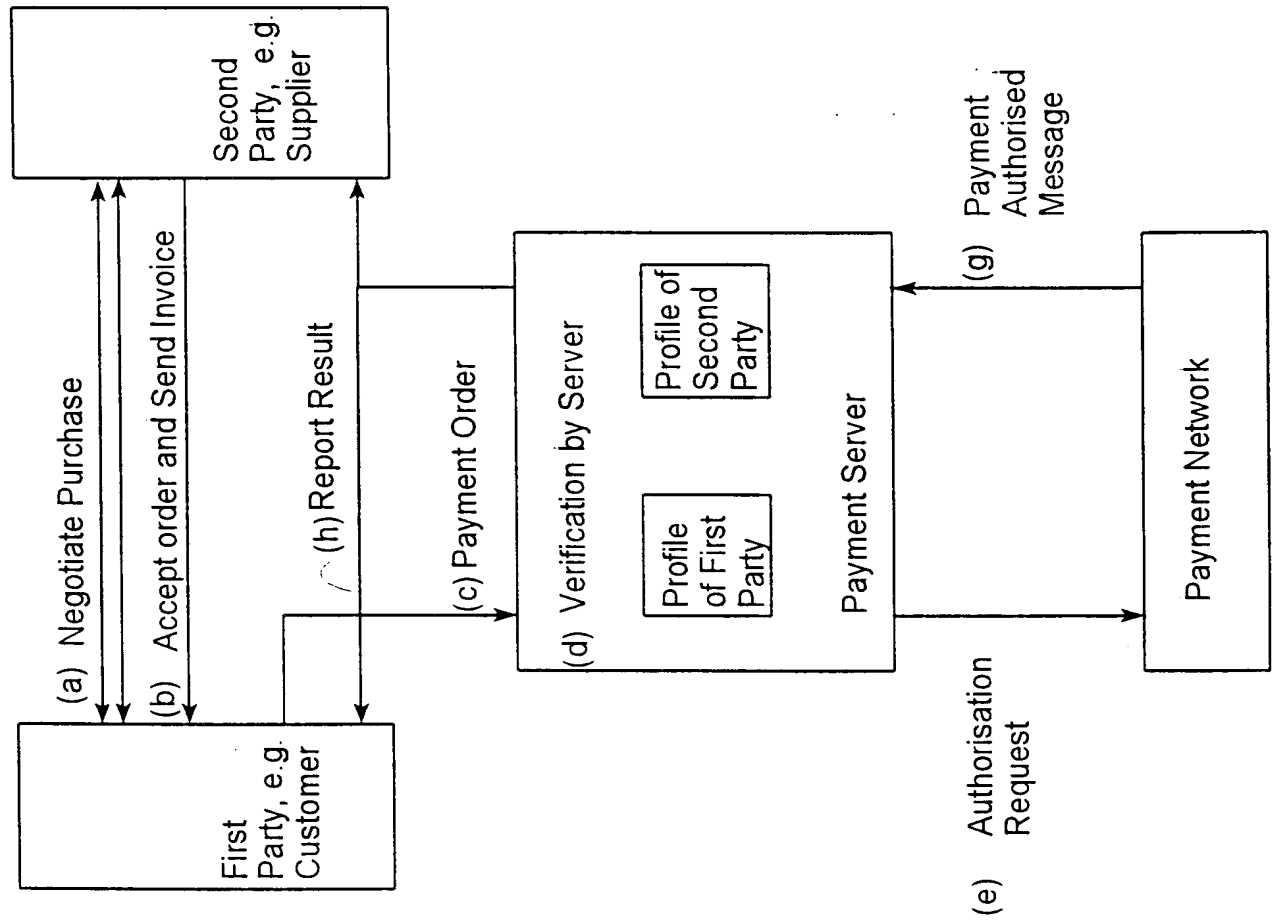 (a) Negotiate Purchase
(b) Accept order and Send Invoice
First
Party, e.g.
Customer
Second
Party, e.g.
Supplier
(h) Report Result
(c) Payment Order
(d) Verification by Server
Profile
of First
Party
Profile of
Second
Party
Payment Server
(e) Authorisation
Request
(g) Payment
Authorised
Message
Payment Network